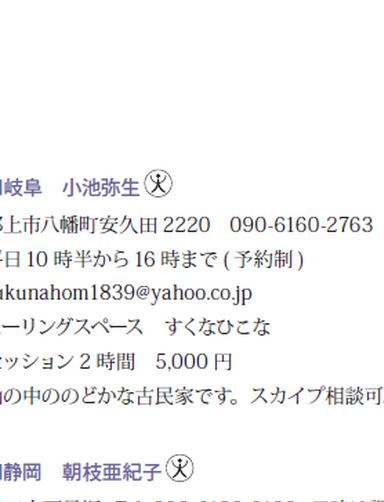 岐阜　小池弥生
上市八幡町安久田 2220　090-6160-2763
日 10 時半から 16 時まで ( 予約制 )
kunahom1839@yahoo.co.jp
ーリングスペース　すくなひこな
ッション 2 時間　5,000 円
の中ののどかな古民家です。スカイプ相談可
静岡　朝枝亜紀子